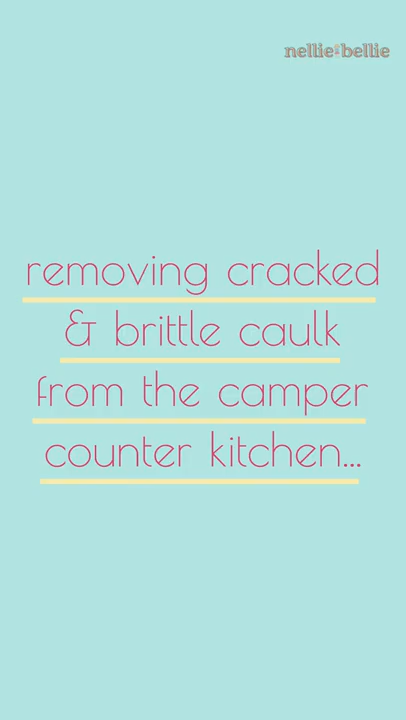 nellie bellie
removing cracked
& brittle caulk
from the camper
counter kitchen...